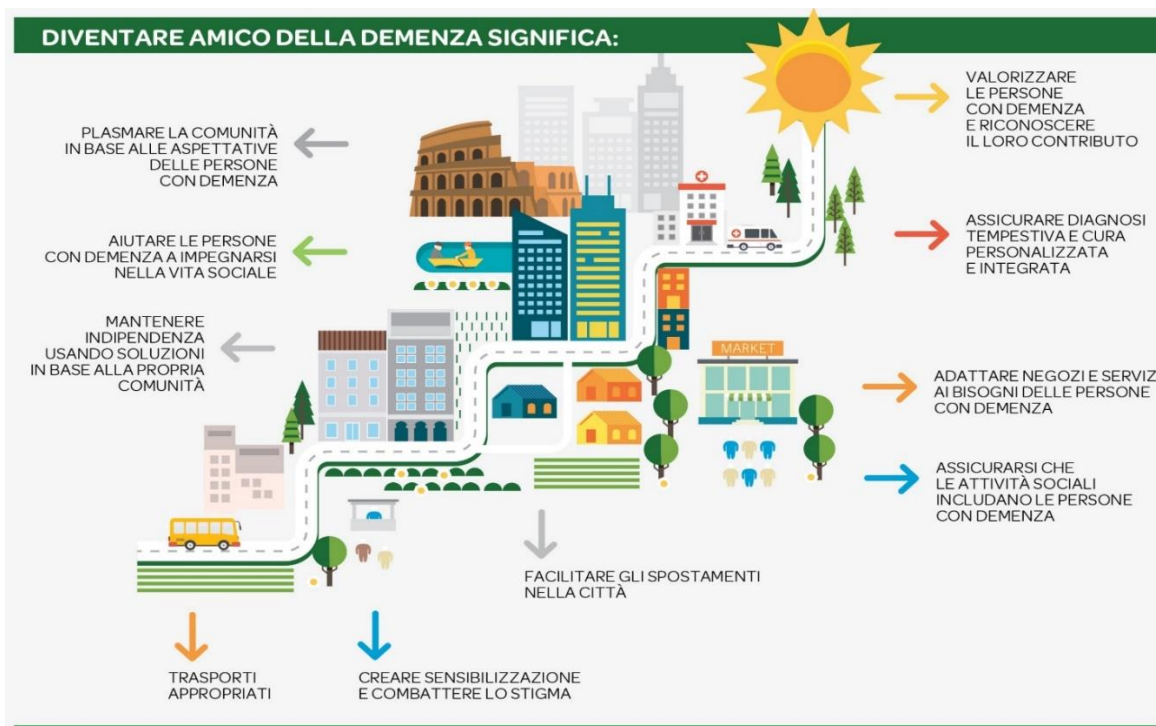 DIVENTARE AMICO DELLA DEMENZA SIGNIFICA:
PLASMARE LA COMUNITÀ
IN BASE ALLE ASPETTATIVE
DELLE PERSONE
CON DEMENZA
AIUTARE LE PERSONE
CON DEMENZA A IMPEGNARSI
NELLA VITA SOCIALE
MANTENERE
INDIPENDENZA
USANDO SOLUZIONI
IN BASE ALLA PROPRIA
COMUNITÀ
VALORIZZARE
LE PERSONE
CON DEMENZA
E RICONOSCERE
IL LORO CONTRIBUTO
ASSICURARE DIAGNOSI
TEMPESTIVA E CURA
PERSONALIZZATA
E INTEGRATA
MARKET
ADATTARE NEGOZI E SERVIZ
AI BISOGNI DELLE PERSONE
CON DEMENZA
ASSICURARSI CHE
LE ATTIVITÀ SOCIALI
INCLUDANO LE PERSONE
CON DEMENZA
FACILITARE GLI SPOSTAMENTI
NELLA CITTÀ
TRASPORTI
APPROPRIATI
CREARE SENSIBILIZZAZIONE
E COMBATTERE LO STIGMA